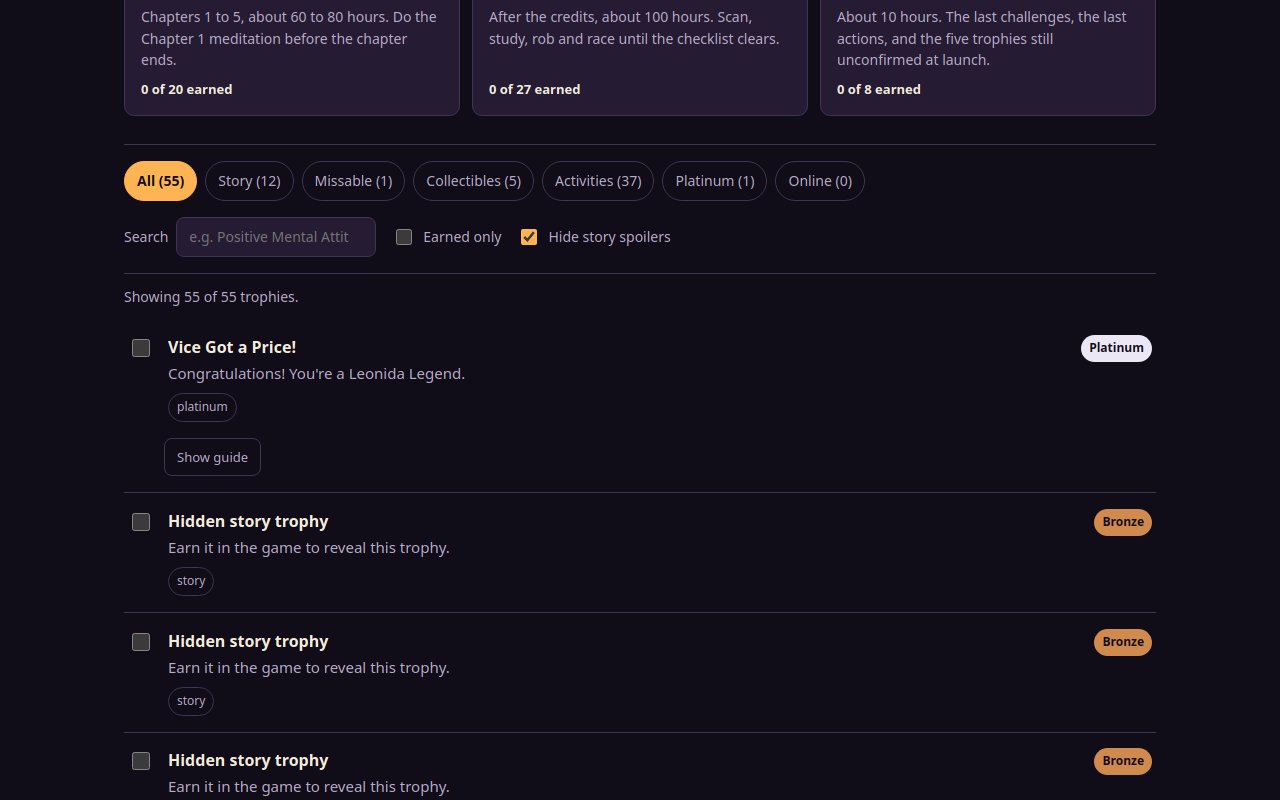 Chapters 1 to 5, about 60 to 80 hours. Do the
Chapter 1 meditation before the chapter
ends.
0 of 20 earned
After the credits, about 100 hours. Scan,
study, rob and race until the checklist clears.
0 of 27 earned
About 10 hours. The last challenges, the last
actions, and the five trophies still
unconfirmed at launch.
0 of 8 earned
All (55)
Story (12)
Missable (1)
Collectibles (5)
Activities (37)
Platinum (1)
Online (0)
Search
e.g. Positive Mental Attit
Earned only
Hide story spoilers
Showing 55 of 55 trophies.
Vice Got a Price!
Platinum
Congratulations! You're a Leonida Legend.
platinum
Show guide
Hidden story trophy
Bronze
Earn it in the game to reveal this trophy.
story
Hidden story trophy
Bronze
Earn it in the game to reveal this trophy.
story
Hidden story trophy
Bronze
Earn it in the game to reveal this trophy.